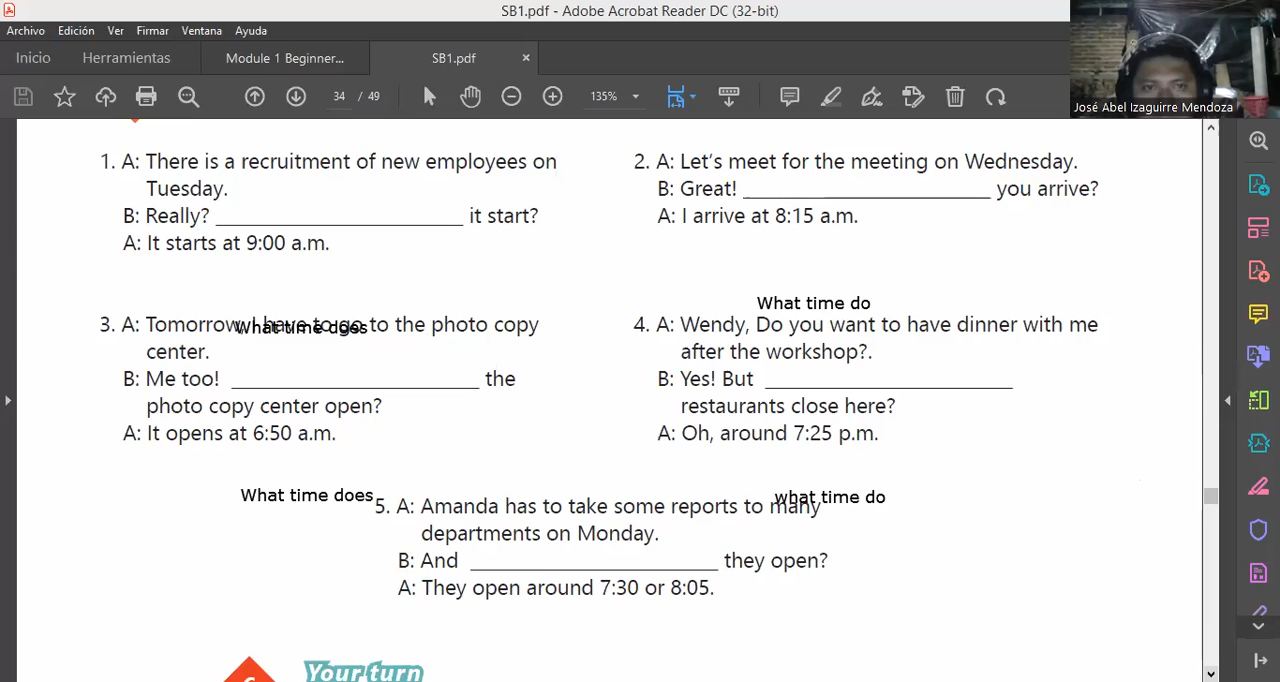 SB1.pdf - Adobe Acrobat Reader DC (32-bit)
Archivo Edición Ver Firmar Ventana Ayuda
Inicio Herramientas Module 1 Beginner... SB1.pdf ×
34 / 49 135%
José Abel Izaguirre Mendoza
1. A: There is a recruitment of new employees on
Tuesday.
B: Really? ______ it start?
A: It starts at 9:00 a.m.
2. A: Let's meet for the meeting on Wednesday.
B: Great! ______ you arrive?
A: I arrive at 8:15 a.m.
What time does
3. A: Tomorrow, I have to go to the photo copy
center.
B: Me too! ______ the
photo copy center open?
A: It opens at 6:50 a.m.
What time do
4. A: Wendy, Do you want to have dinner with me
after the workshop?.
B: Yes! But ______
restaurants close here?
A: Oh, around 7:25 p.m.
What time does
what time do
5. A: Amanda has to take some reports to many
departments on Monday.
B: And ______ they open?
A: They open around 7:30 or 8:05.
6 Your turn